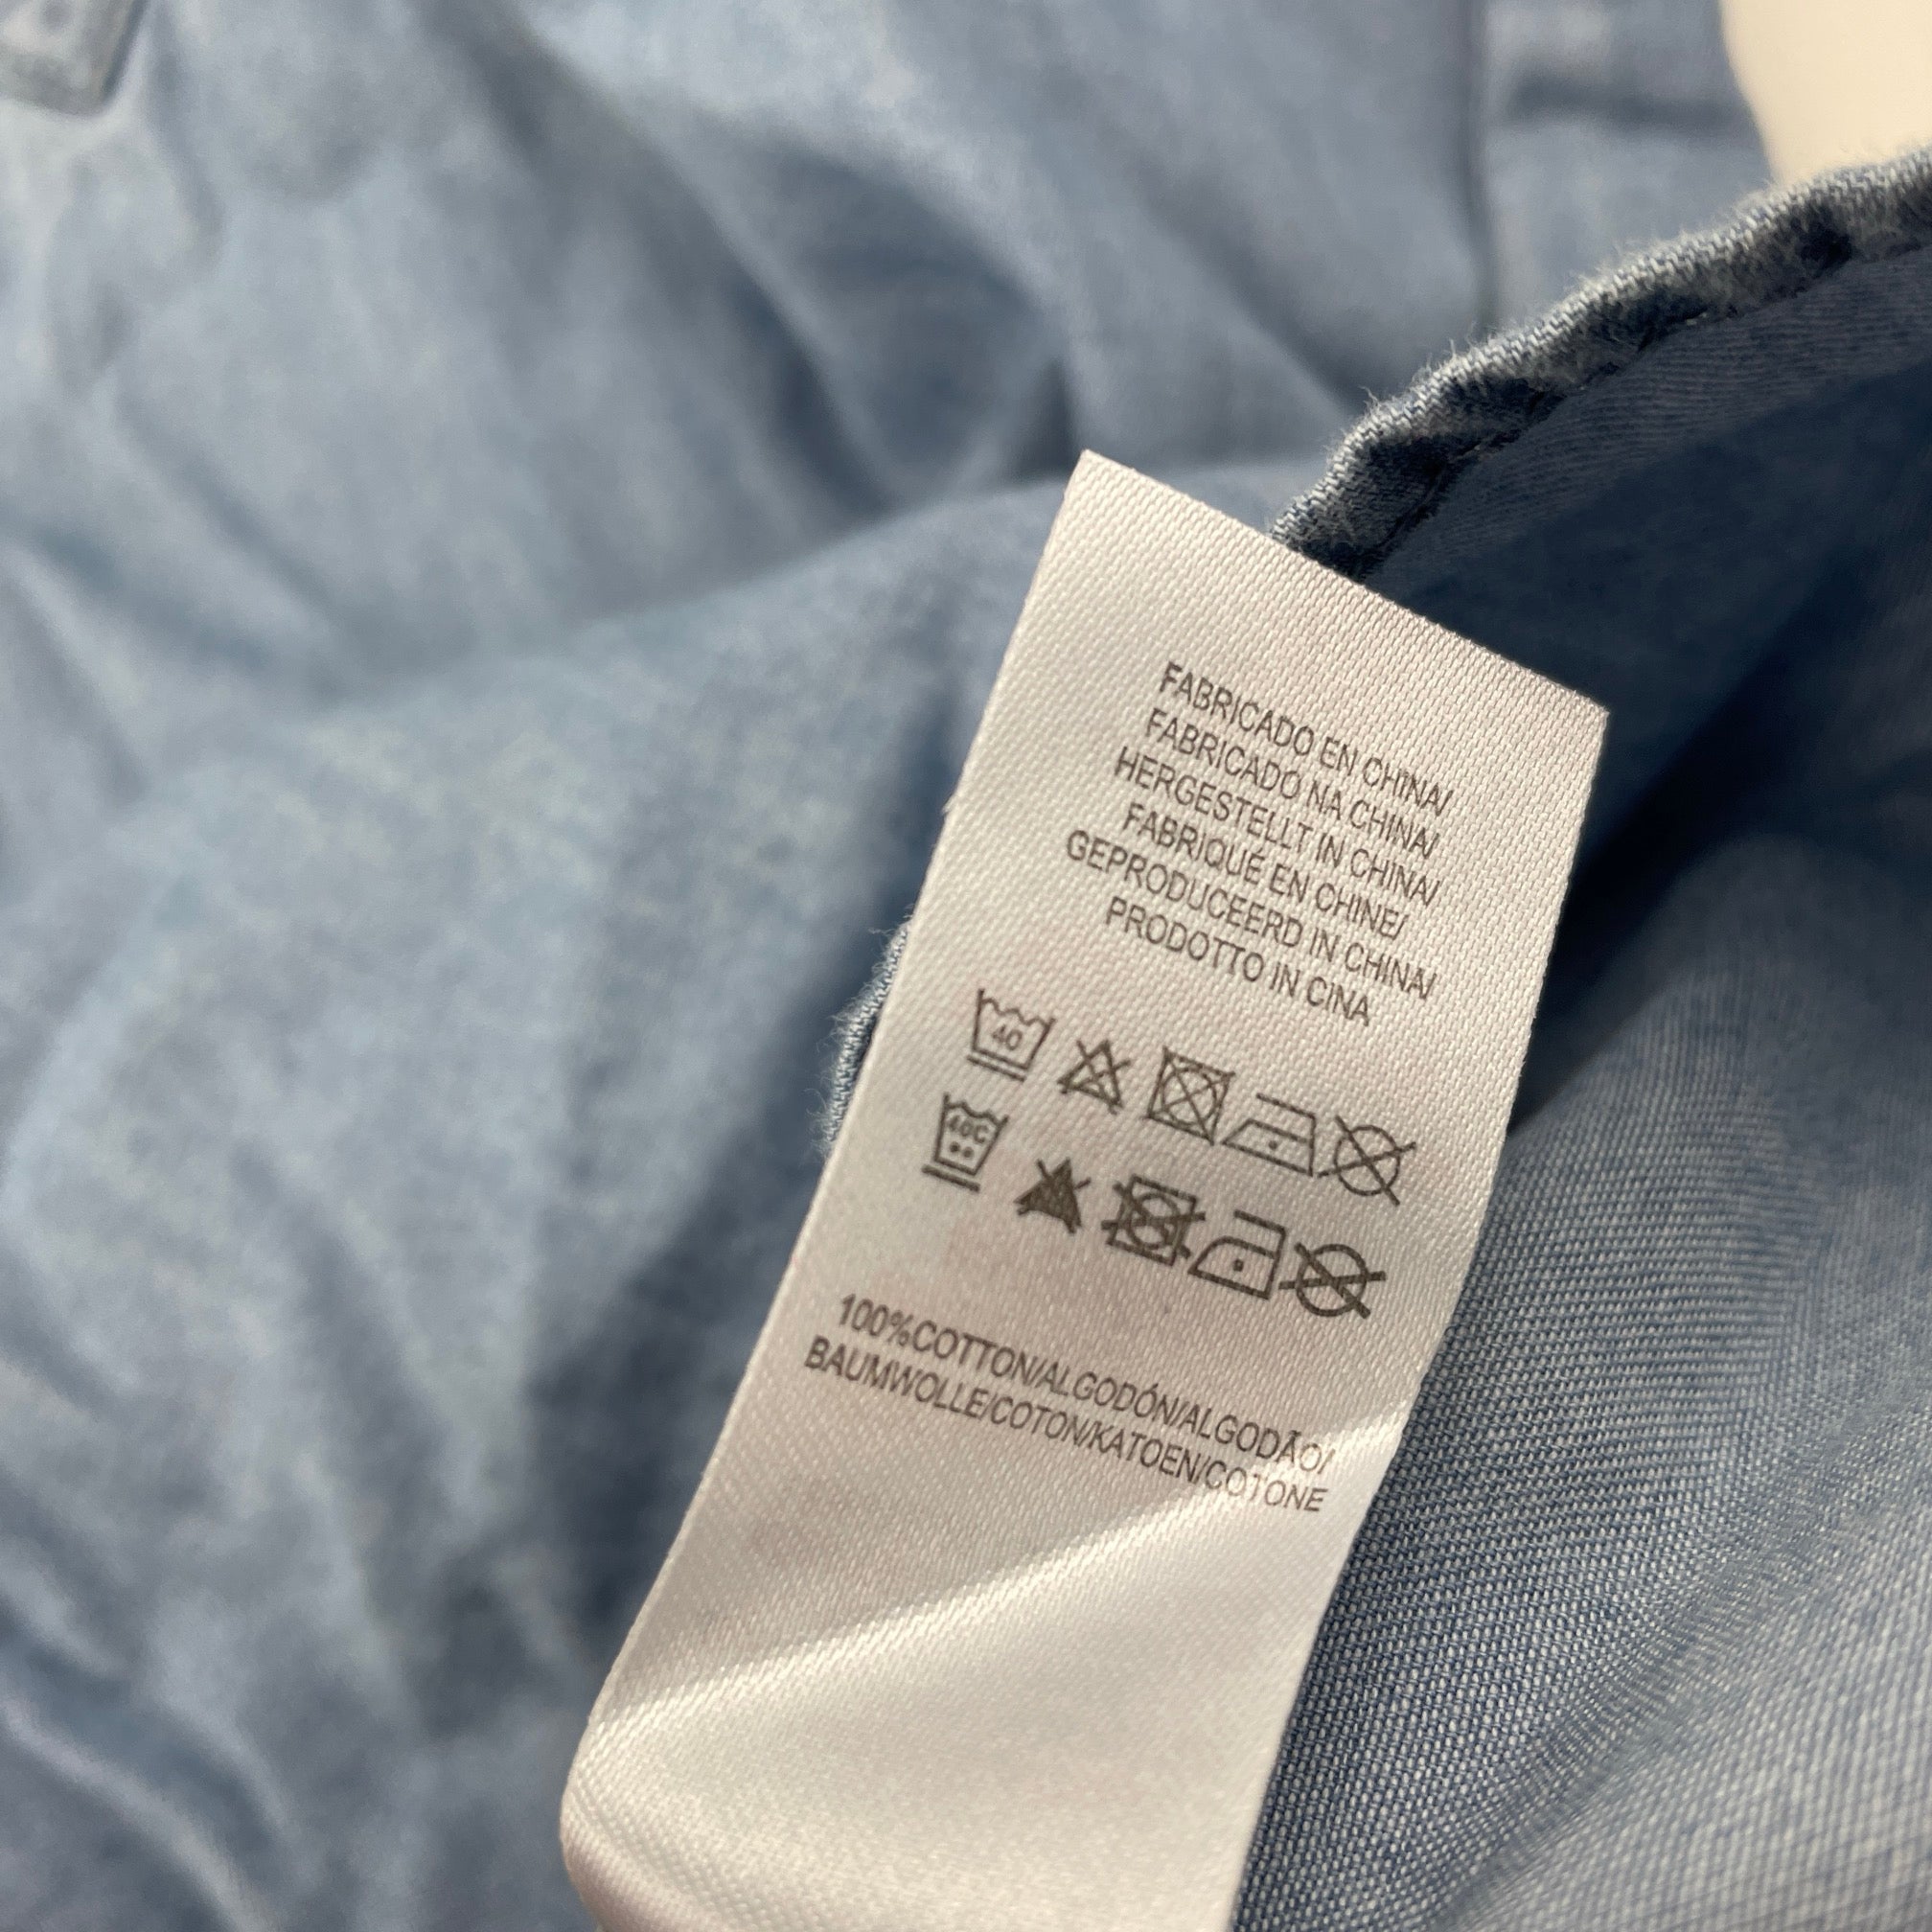 FABRICADO EN CHINA/
FABRICADO NA CHINA/
HERGESTELLT IN CHINA/
FABRIQUÉ EN CHINE/
GEPRODUCEERD IN CHINA/
PRODOTTO IN CINA
40
40C
100%COTTON/ALGODÓN/ALGODÃO/
BAUMWOLLE/COTON/KATOEN/COTONE